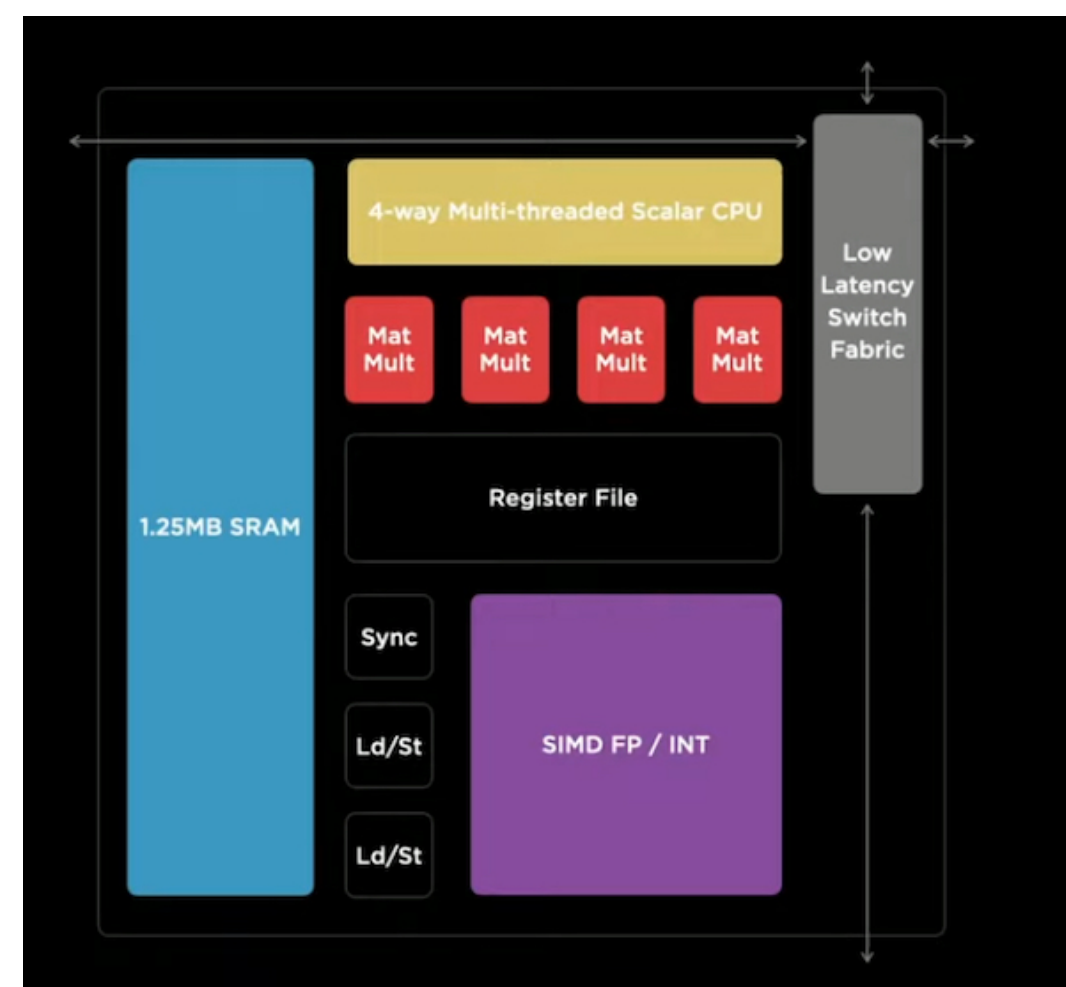 4-way Multi-threaded Scalar CPU
Low
Latency
Switch
Fabric
Mat
Mult
Mat
Mult
Mat
Mult
Mat
Mult
Register File
1.25MB SRAM
Sync
Ld/St
SIMD FP / INT
Ld/St